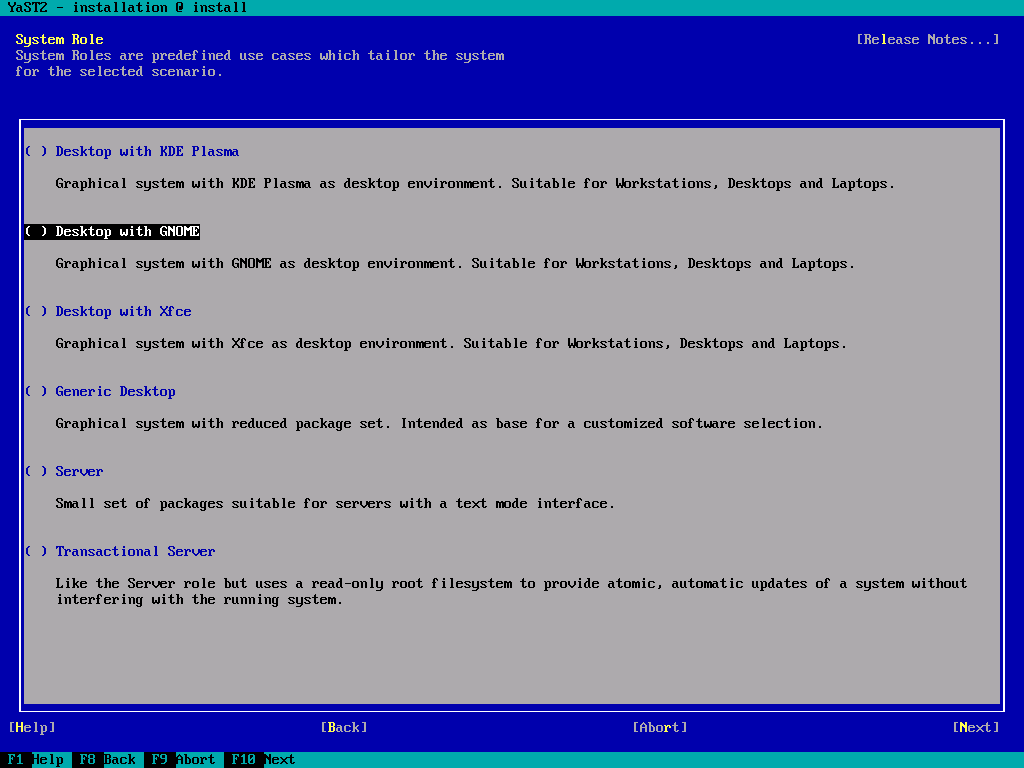 YaST2 - installation @ install
System Role
[Release Notes...]
System Roles are predefined use cases which tailor the system
for the selected scenario.
( ) Desktop with KDE Plasma
Graphical system with KDE Plasma as desktop environment. Suitable for Workstations, Desktops and Laptops.
( ) Desktop with GNOME
Graphical system with GNOME as desktop environment. Suitable for Workstations, Desktops and Laptops.
( ) Desktop with Xfce
Graphical system with Xfce as desktop environment. Suitable for Workstations, Desktops and Laptops.
( ) Generic Desktop
Graphical system with reduced package set. Intended as base for a customized software selection.
( ) Server
Small set of packages suitable for servers with a text mode interface.
( ) Transactional Server
Like the Server role but uses a read-only root filesystem to provide atomic, automatic updates of a system without
interfering with the running system.
[Help] [Back] [Abort] [Next]
F1 Help F8 Back F9 Abort F10 Next